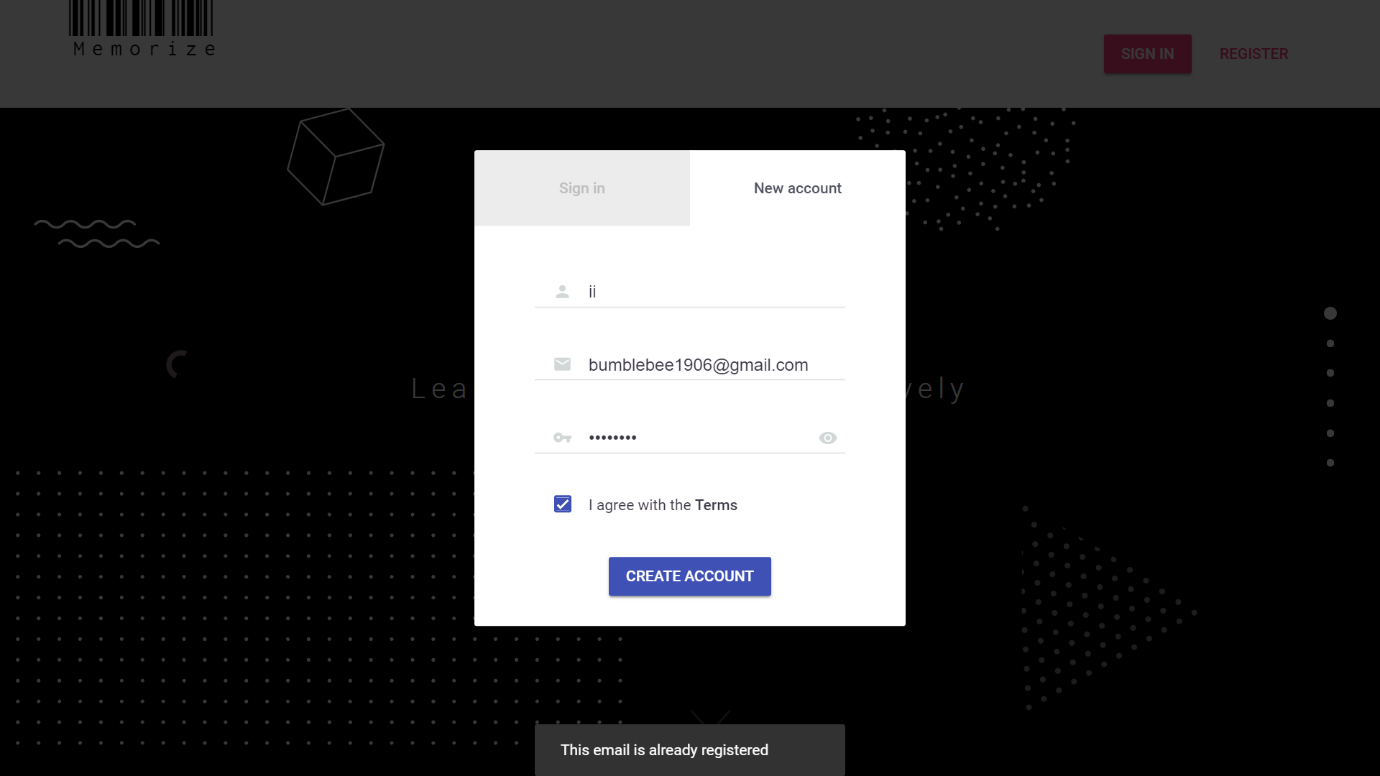 Memorize
SIGN IN
REGISTER
Sign in
New account
ii
bumblebee1906@gmail.com
••••••••
I agree with the Terms
CREATE ACCOUNT
This email is already registered